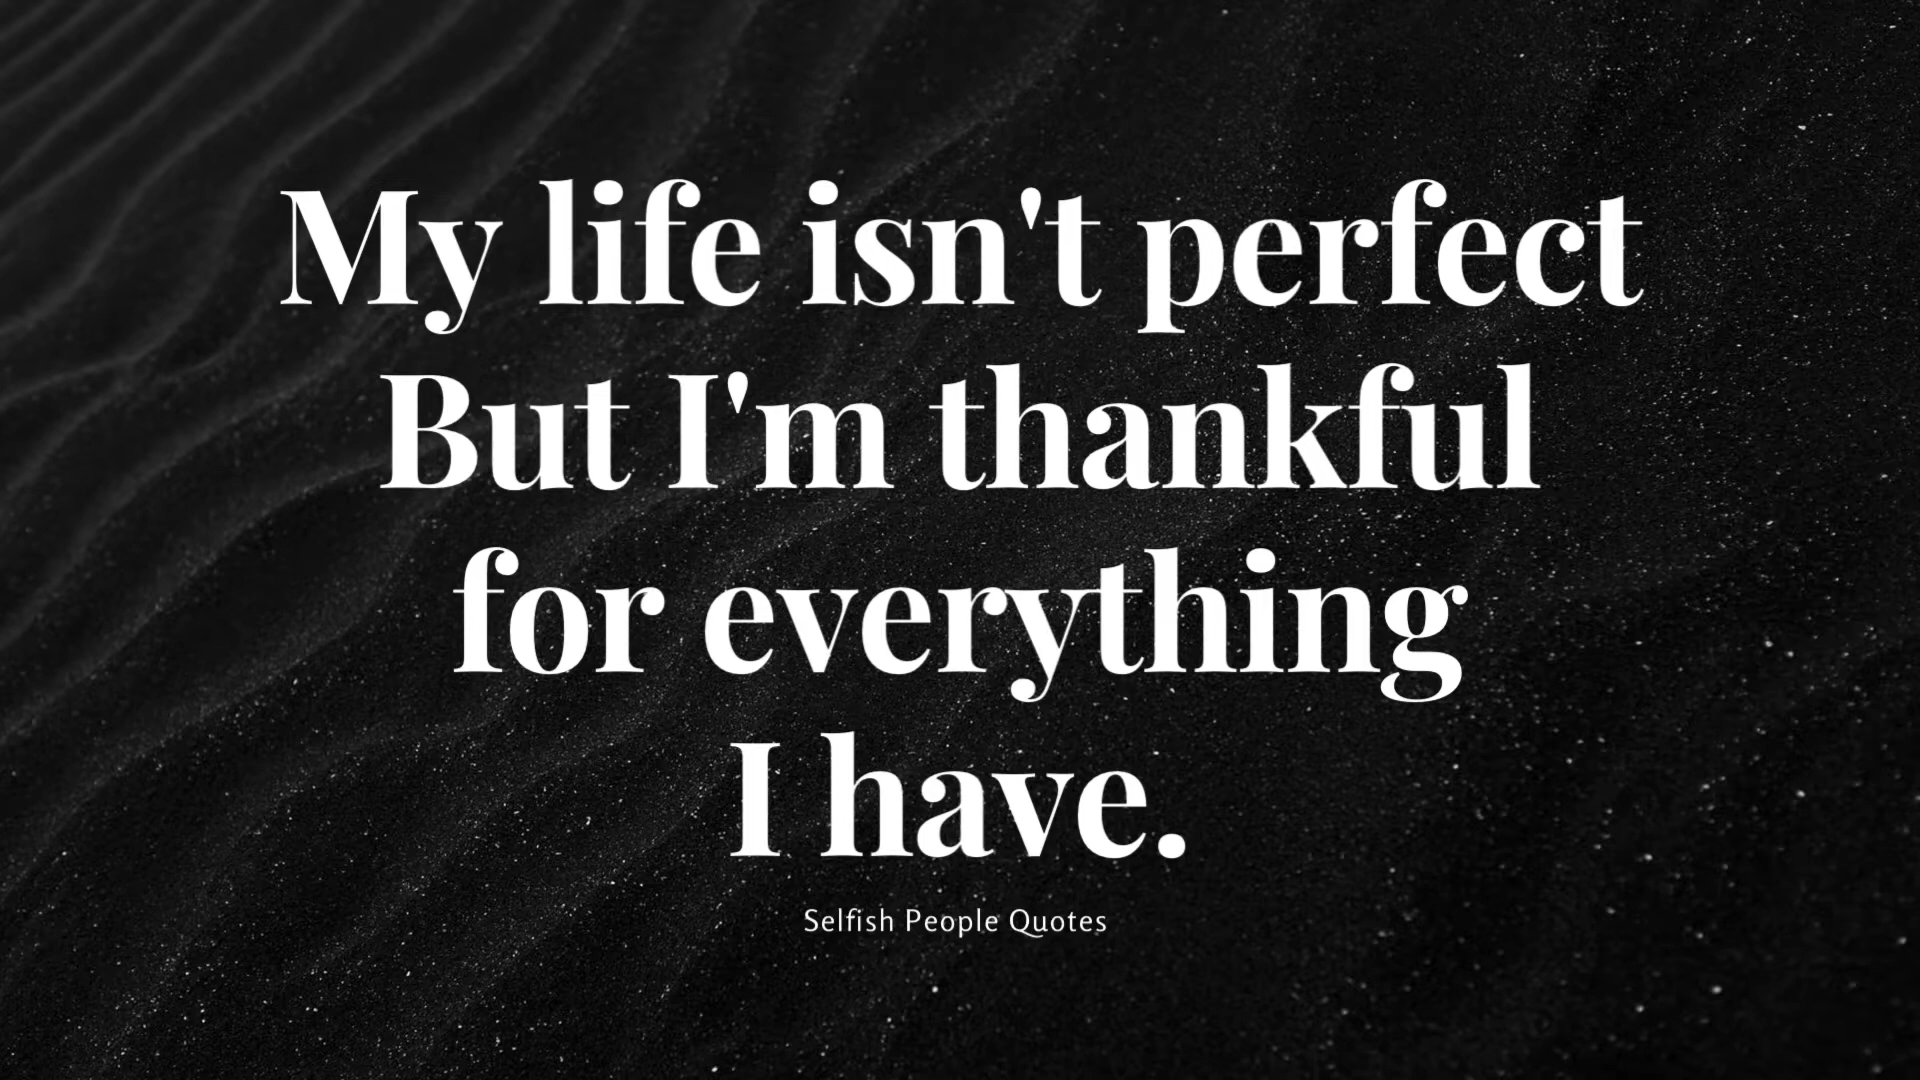 My life isn't perfect
But I'm thankful
for everything
I have.
Selfish People Quotes